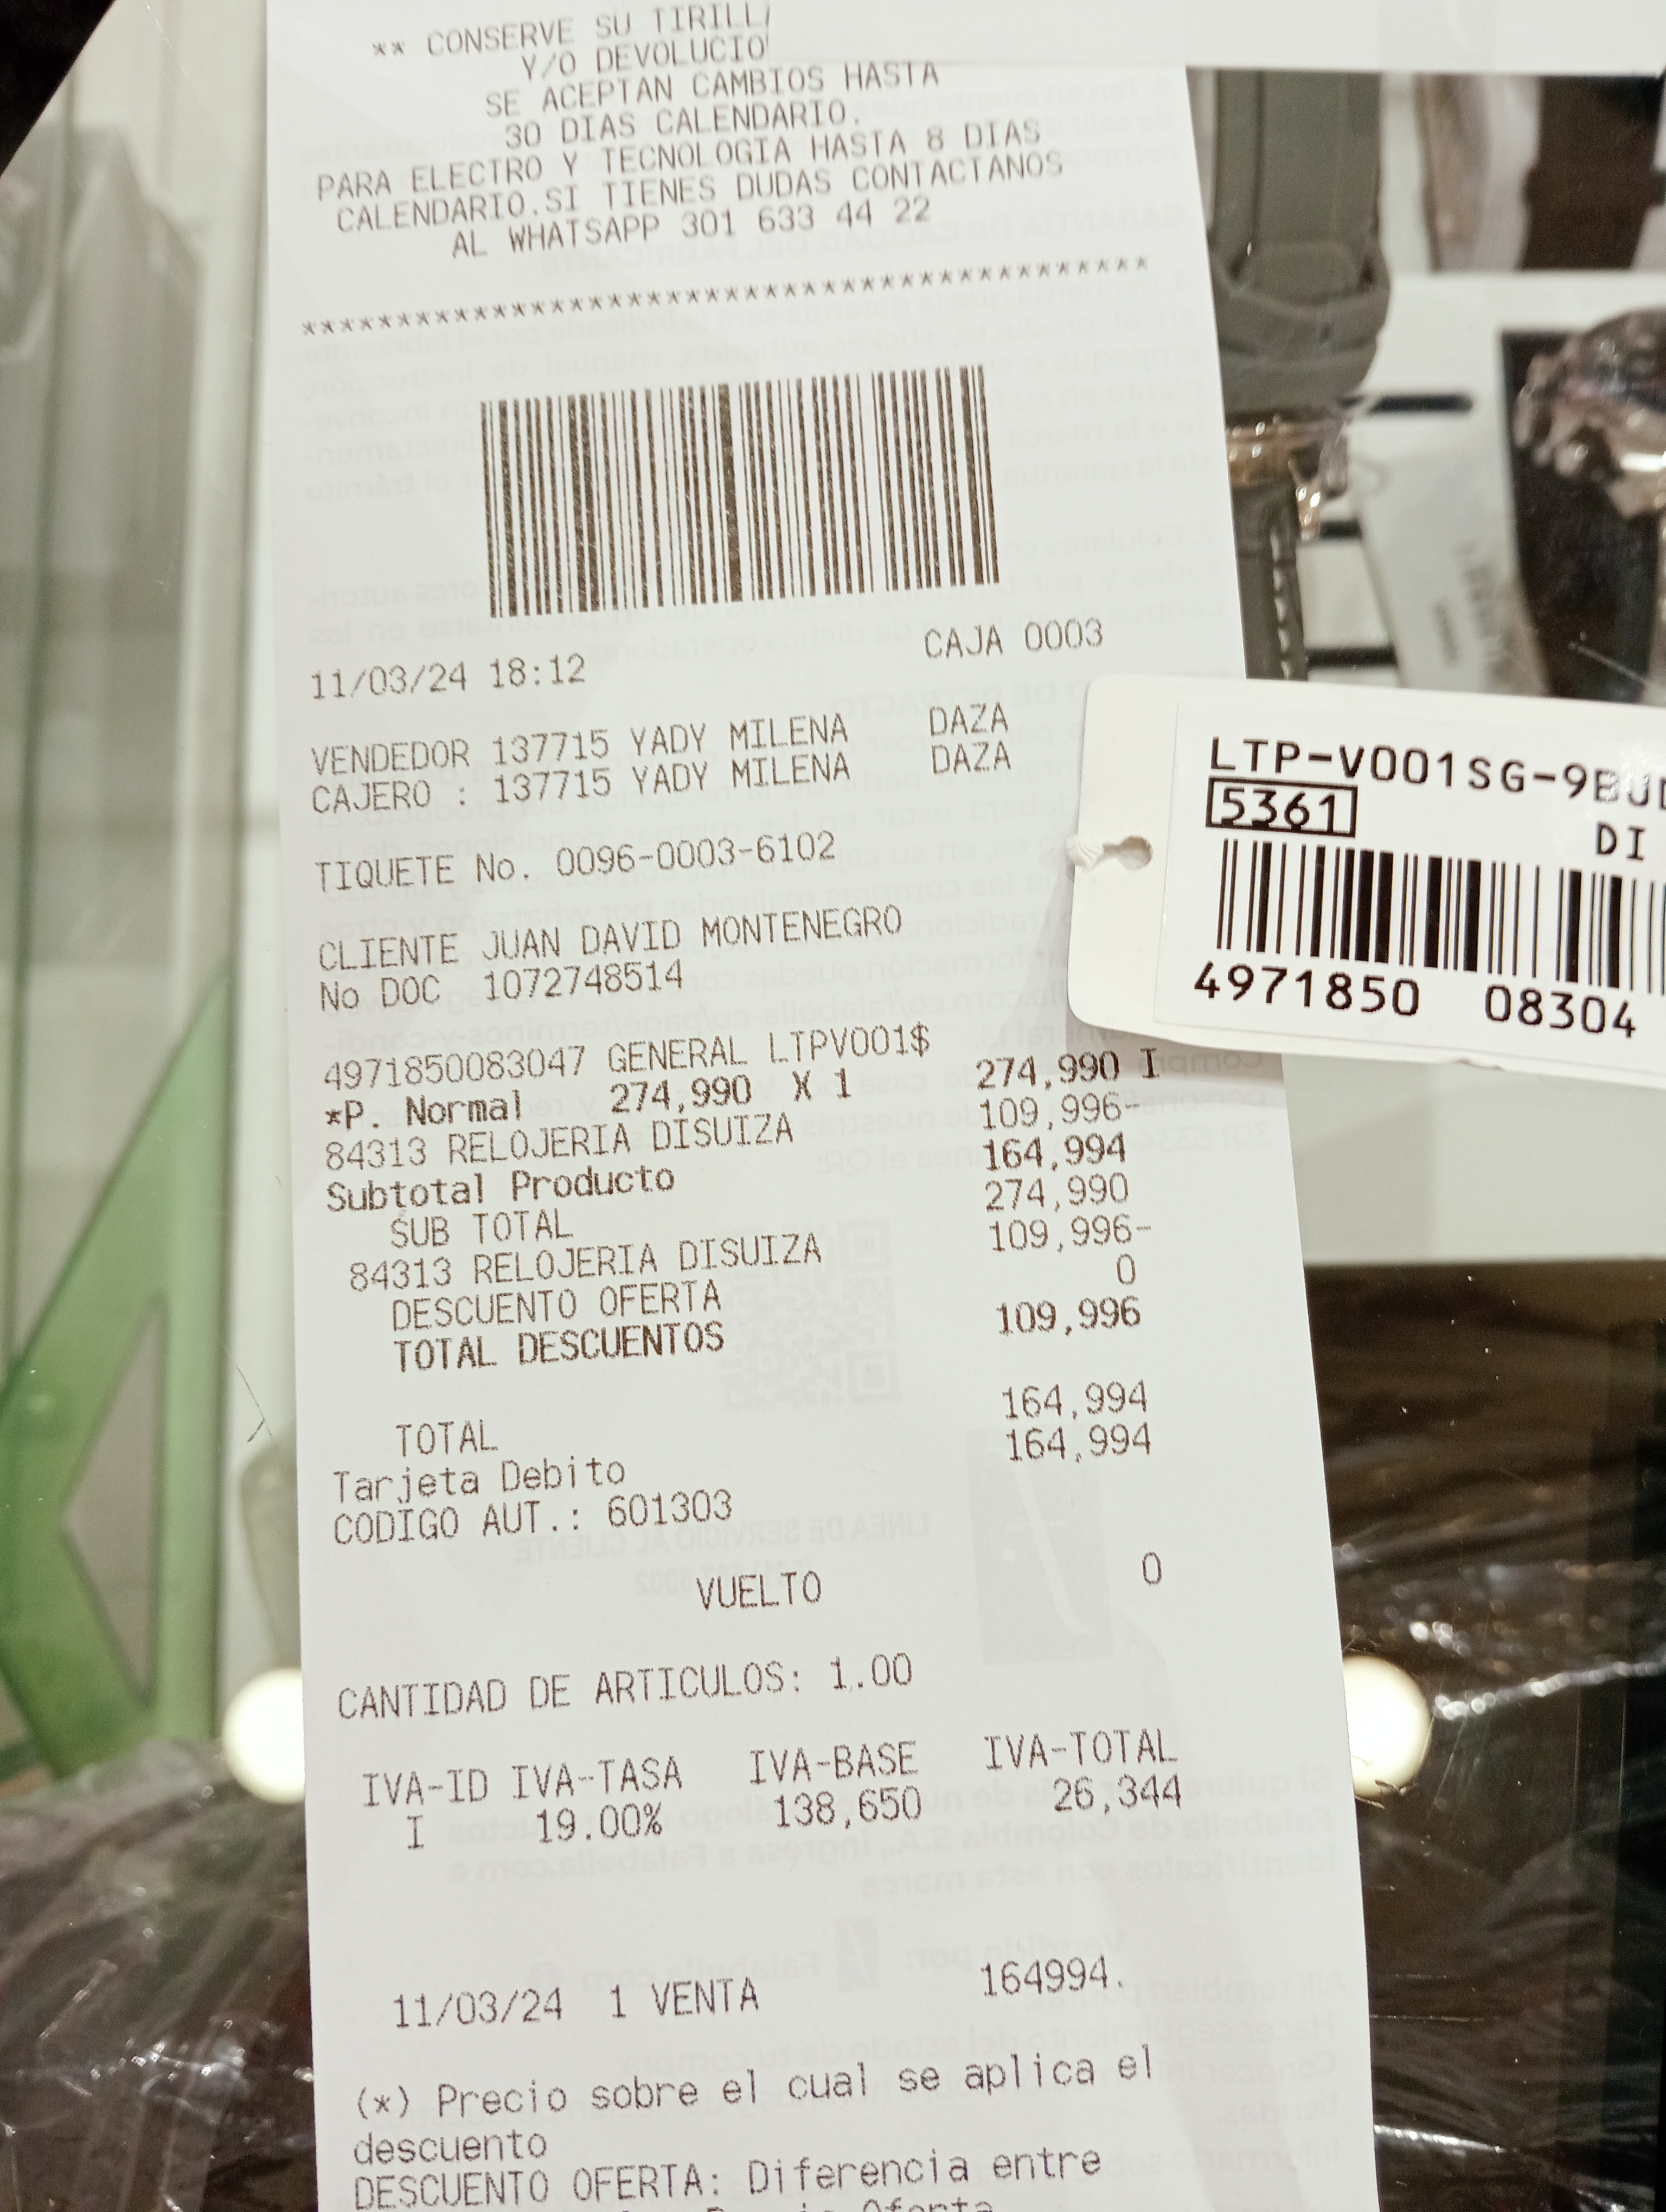 ** CONSERVE SU TIRILL
Y/O DEVOLUCIO
SE ACEPTAN CAMBIOS HASTA
30 DIAS CALENDARIO.
PARA ELECTRO Y TECNOLOGIA HASTA 8 DIAS
CALENDARIO.SI TIENES DUDAS CONTACTANOS
AL WHATSAPP 301 633 44 22
****************************************
11/03/24 18:12 CAJA 0003
VENDEDOR 137715 YADY MILENA DAZA
CAJERO : 137715 YADY MILENA DAZA
TIQUETE No. 0096-0003-6102
CLIENTE JUAN DAVID MONTENEGRO
No DOC 1072748514
4971850083047 GENERAL LTPV001$
*P. Normal 274,990 X 1 274,990 I
84313 RELOJERIA DISUIZA 109,996-
Subtotal Producto 164,994
SUB TOTAL 274,990
84313 RELOJERIA DISUIZA 109,996-
DESCUENTO OFERTA 0
TOTAL DESCUENTOS 109,996
TOTAL 164,994
Tarjeta Debito 164,994
CODIGO AUT.: 601303
VUELTO 0
CANTIDAD DE ARTICULOS: 1.00
IVA-ID IVA-TASA IVA-BASE IVA-TOTAL
I 19.00% 138,650 26,344
11/03/24 1 VENTA 164994.
(*) Precio sobre el cual se aplica el
descuento
DESCUENTO OFERTA: Diferencia entre
Oferta
LTP-V001SG-9BUD
5361
DI
4971850 08304